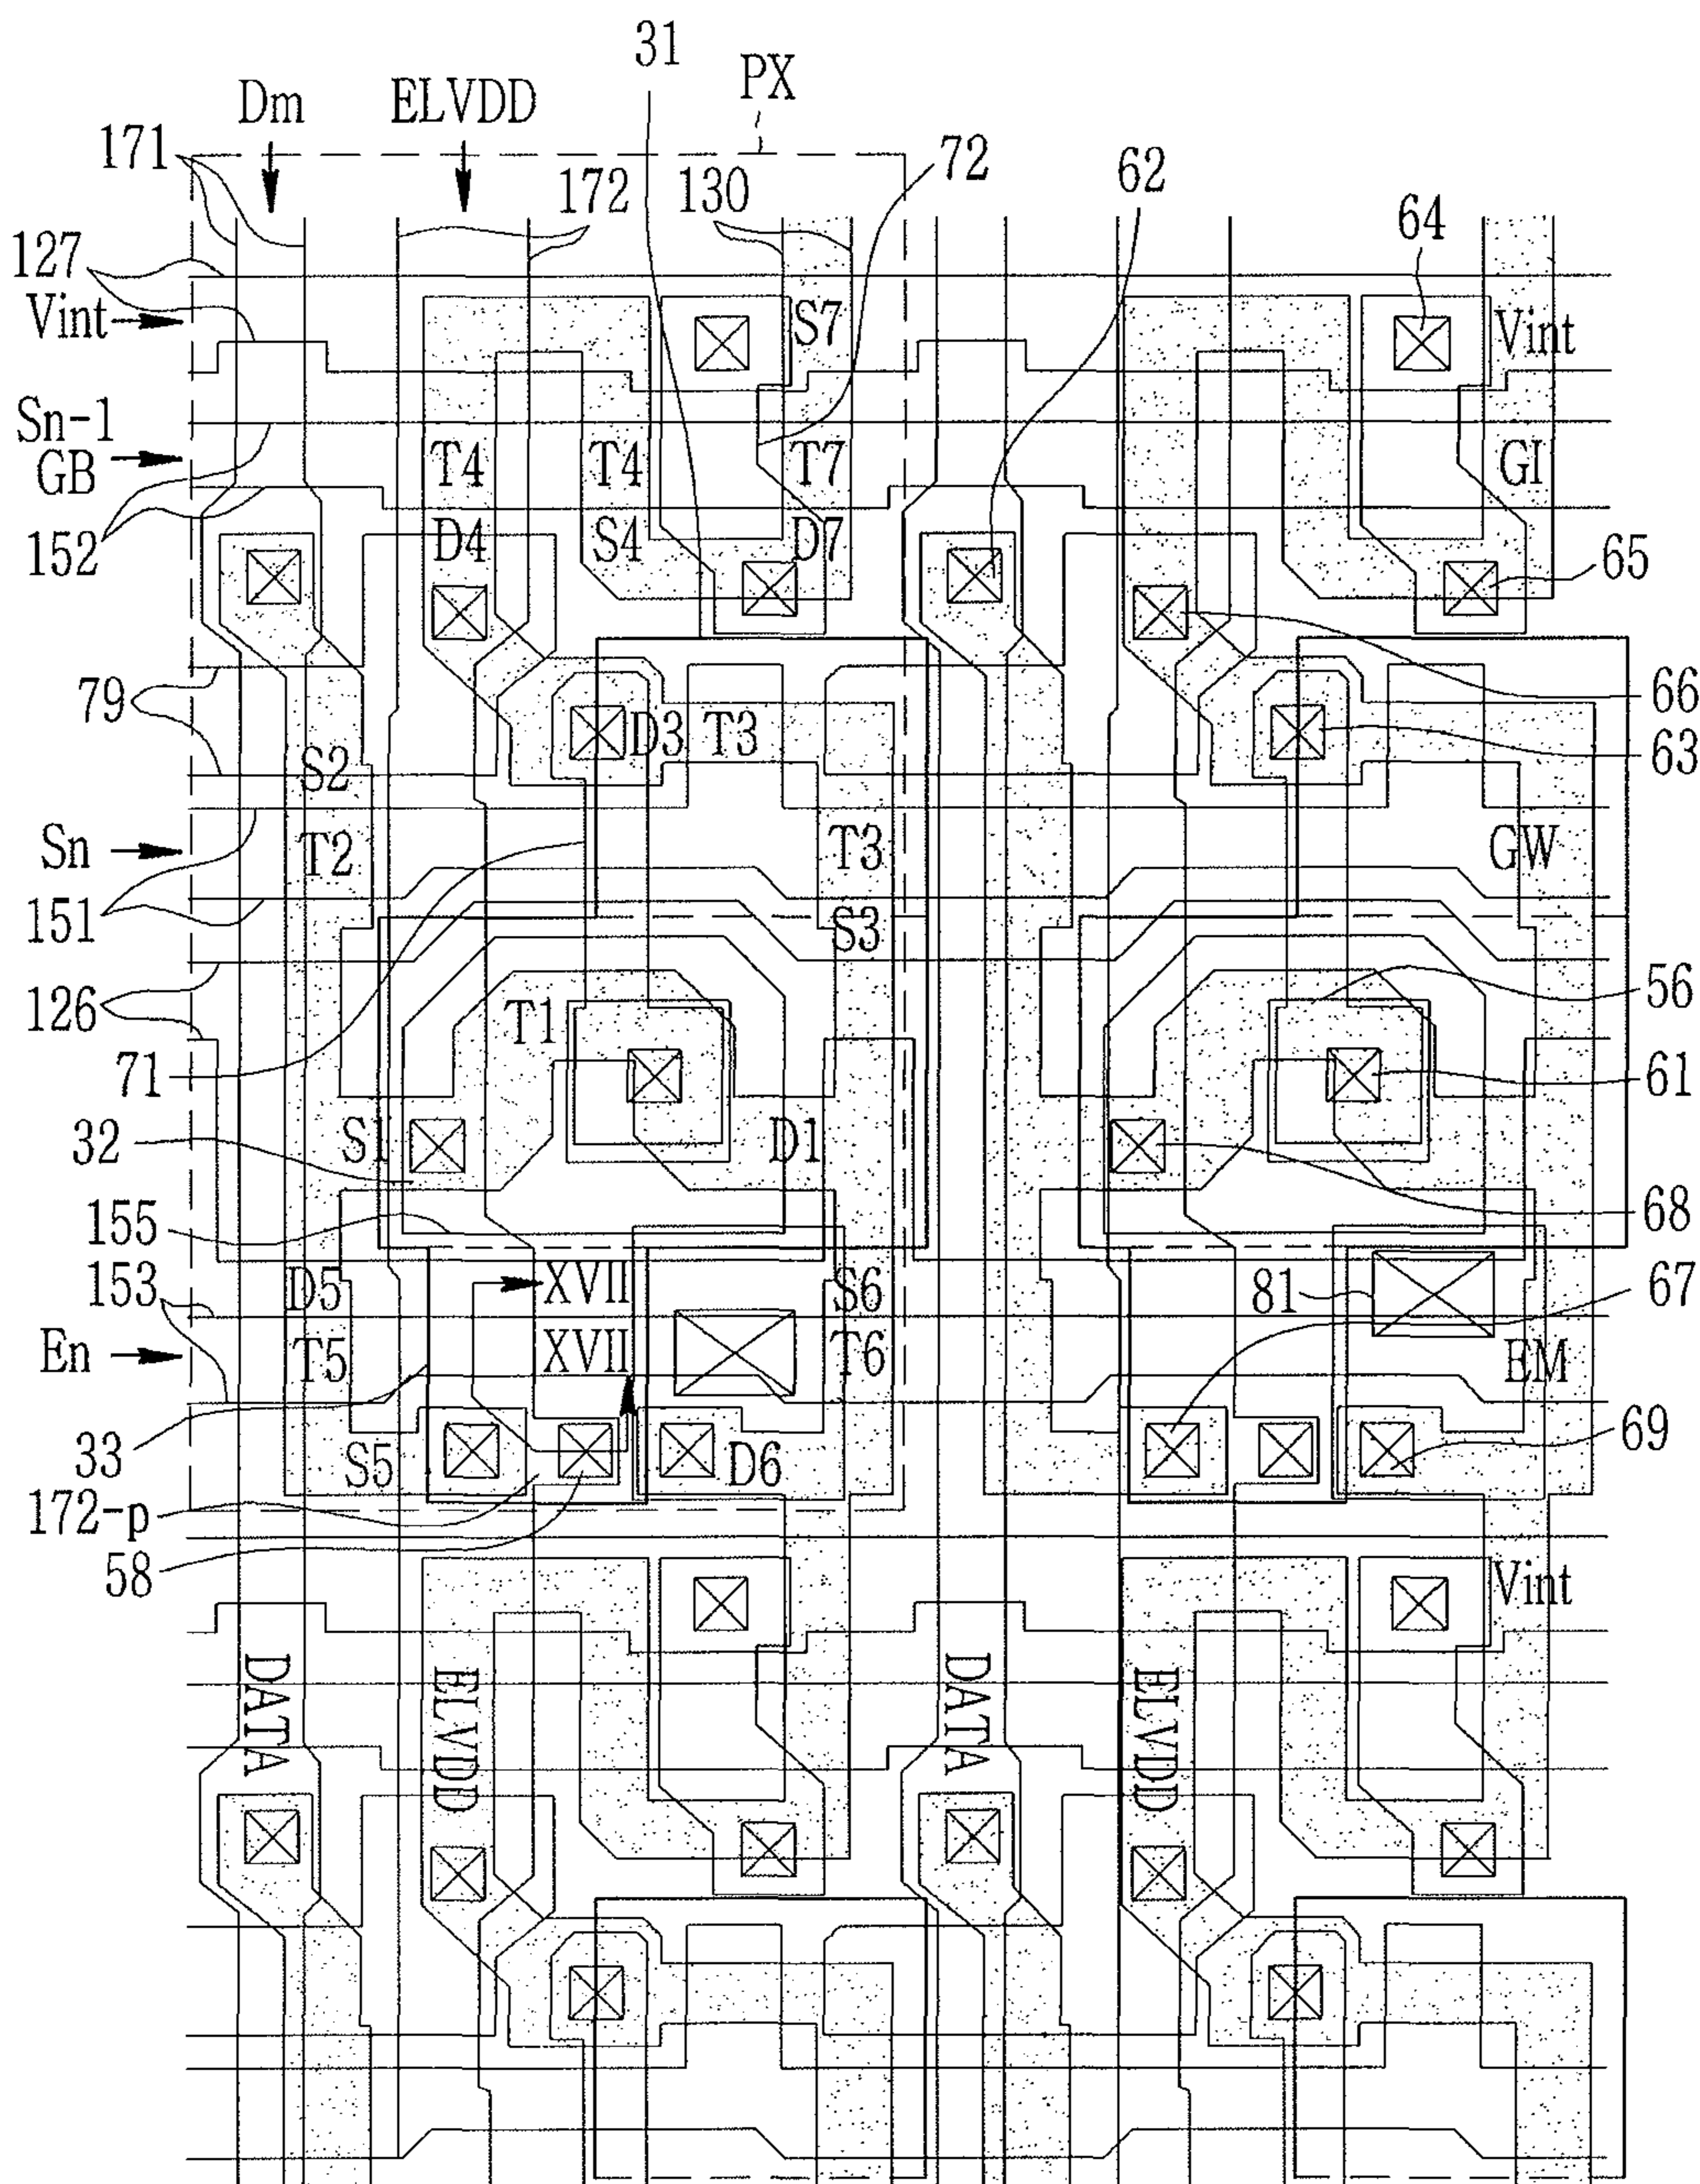 31
PX
Dm
ELVDD
171
72
62
172
130
64
127
Vint
S7
Vint
Sn-1
GB
T4
T4
T7
GI
152
D4
S4
D7
65
79
66
D3
T3
63
S2
Sn
T2
T3
GW
151
S3
126
56
T1
71
61
32
S1
D1
155
68
153
D5
XVII
S6
81
67
En
T5
XVII
T6
EM
33
S5
D6
69
172-p
58
Vint
DATA
ELVDD
DATA
ELVDD